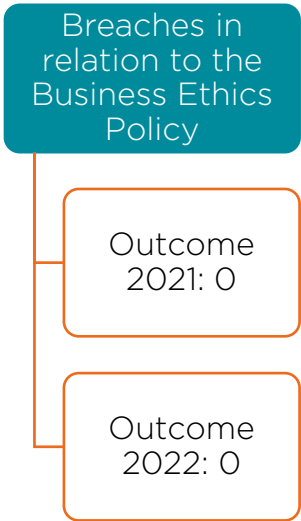 Breaches in
relation to the
Business Ethics
Policy
Outcome
2021: 0
Outcome
2022: 0